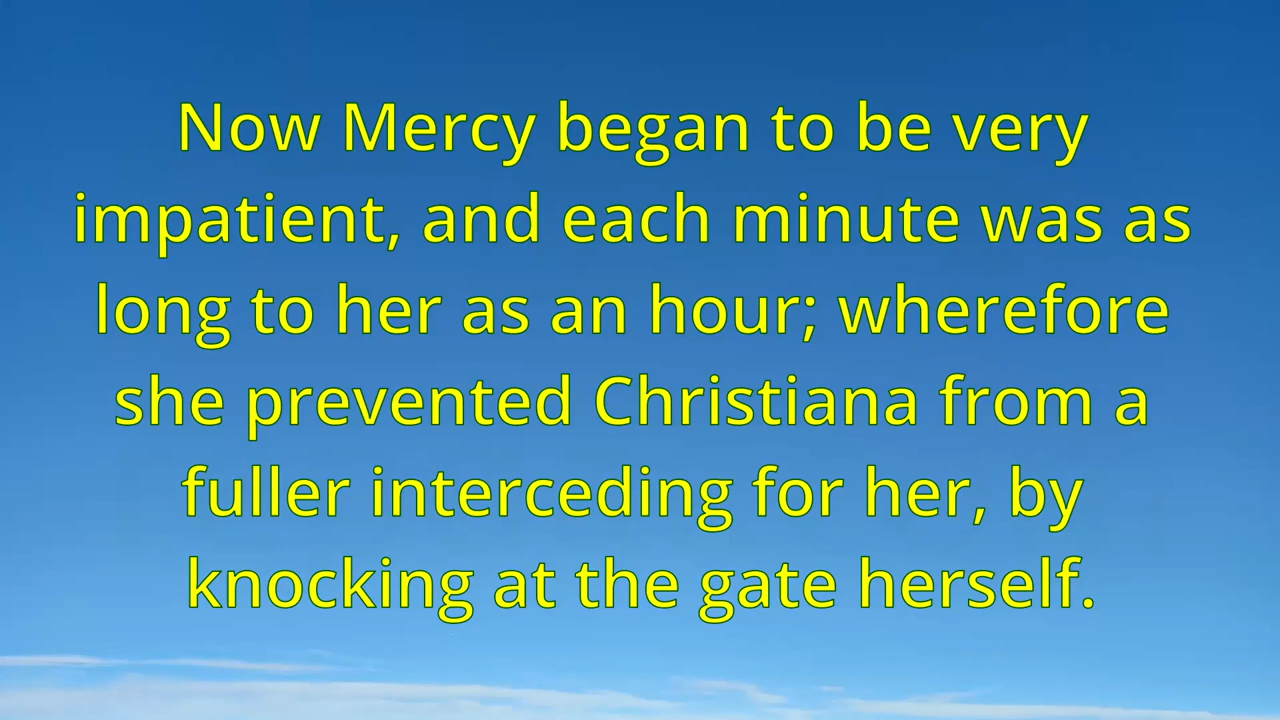 Now Mercy began to be very
impatient, and each minute was as
long to her as an hour; wherefore
she prevented Christiana from a
fuller interceding for her, by
knocking at the gate herself.